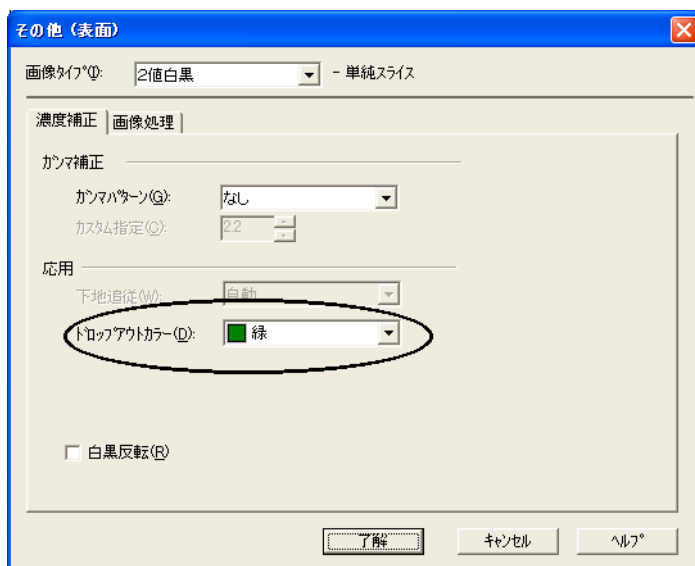 その他（表面）
画像ﾀｲﾌﾟ(I): 2値白黒 - 単純ｽﾗｲｽ
濃度補正 画像処理
ｶﾞﾝﾏ補正
ｶﾞﾝﾏﾊﾟﾀｰﾝ(G): なし
ｶｽﾀﾑ指定(C): 2.2
応用
下地追従(W): 自動
ﾄﾞﾛｯﾌﾟｱｳﾄｶﾗｰ(D): 緑
白黒反転(R)
了解 ｷｬﾝｾﾙ ﾍﾙﾌﾟ